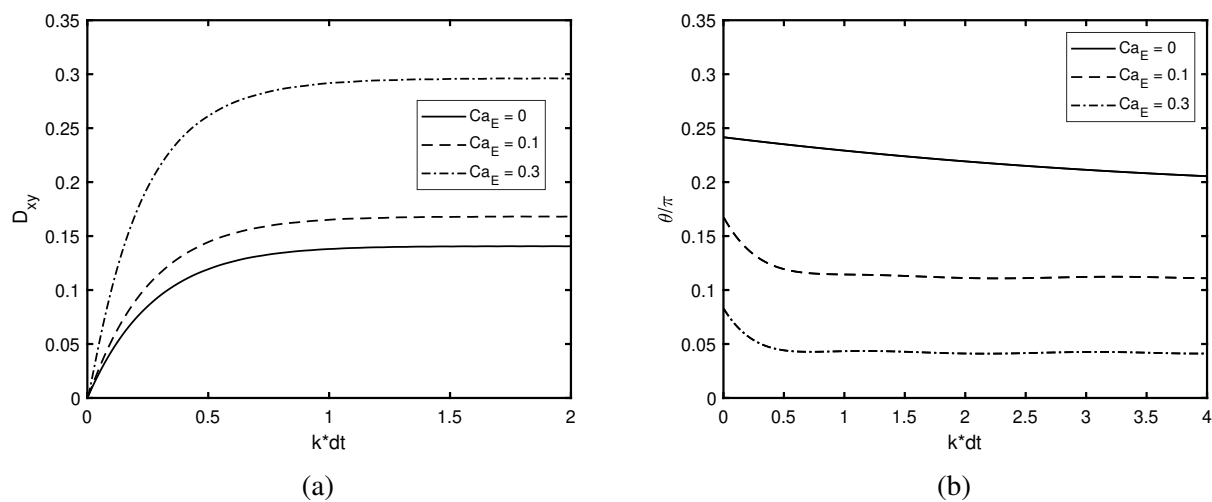 0.35
0.3
0.25
0.2
0.15
0.1
0.05
0
D_xy
0 0.5 1 1.5 2
k*dt
Ca_E = 0
Ca_E = 0.1
Ca_E = 0.3
(a)
0.35
0.3
0.25
0.2
0.15
0.1
0.05
0
θ/π
0 0.5 1 1.5 2 2.5 3 3.5 4
k*dt
Ca_E = 0
Ca_E = 0.1
Ca_E = 0.3
(b)